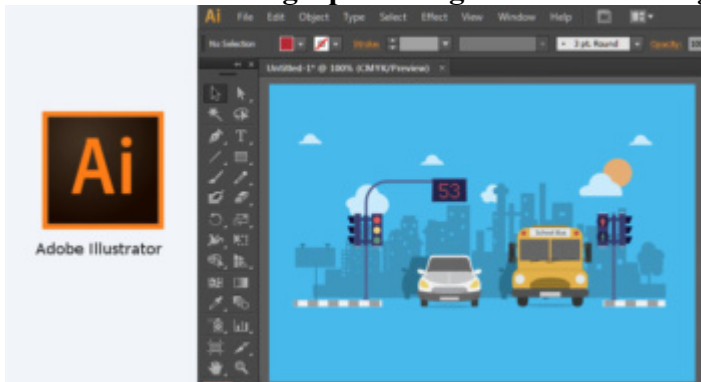 Ai File Edit Object Type Select Effect View Window Help
No Selection Stroke: 3 pt. Round Opacity:
Untitled-1* @ 100% (CMYK/Preview) ×
53
School Bus
Ai
Adobe Illustrator